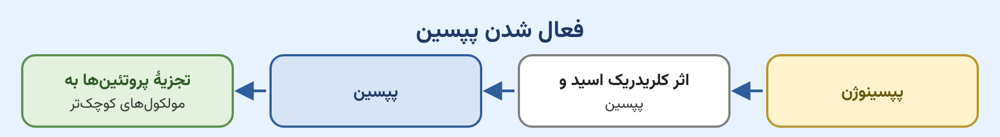 فعال شدن پپسین
پپسینوژن
اثر کلریدریک اسید و
پپسین
پپسین
تجزیهٔ پروتئین‌ها به
مولکول‌های کوچک‌تر